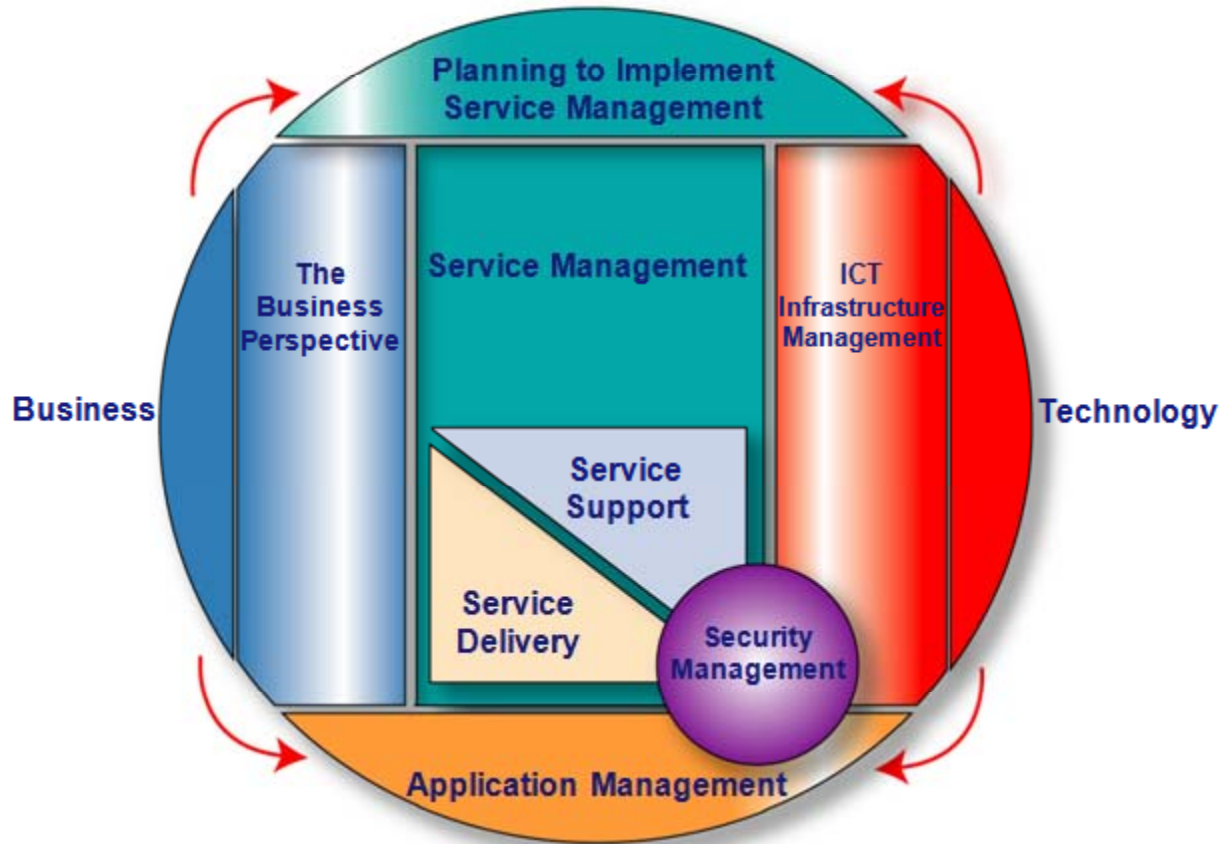 Planning to Implement
Service Management
The
Business
Perspective
Service Management
ICT
Infrastructure
Management
Business
Technology
Service
Support
Service
Delivery
Security
Management
Application Management